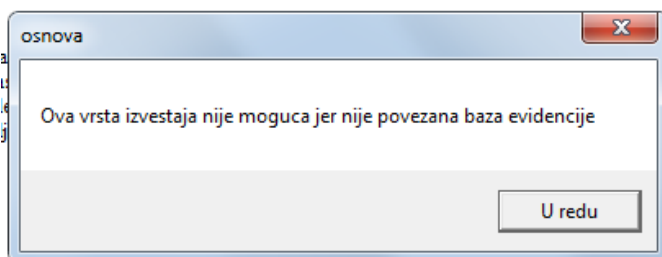 osnova
Ova vrsta izvestaja nije moguca jer nije povezana baza evidencije
U redu